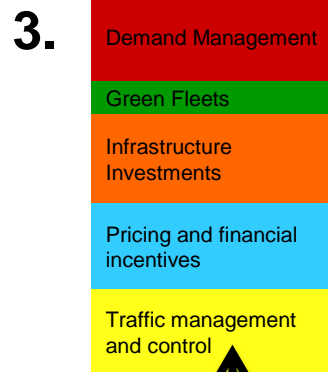 3.
Demand Management
Green Fleets
Infrastructure
Investments
Pricing and financial
incentives
Traffic management
and control